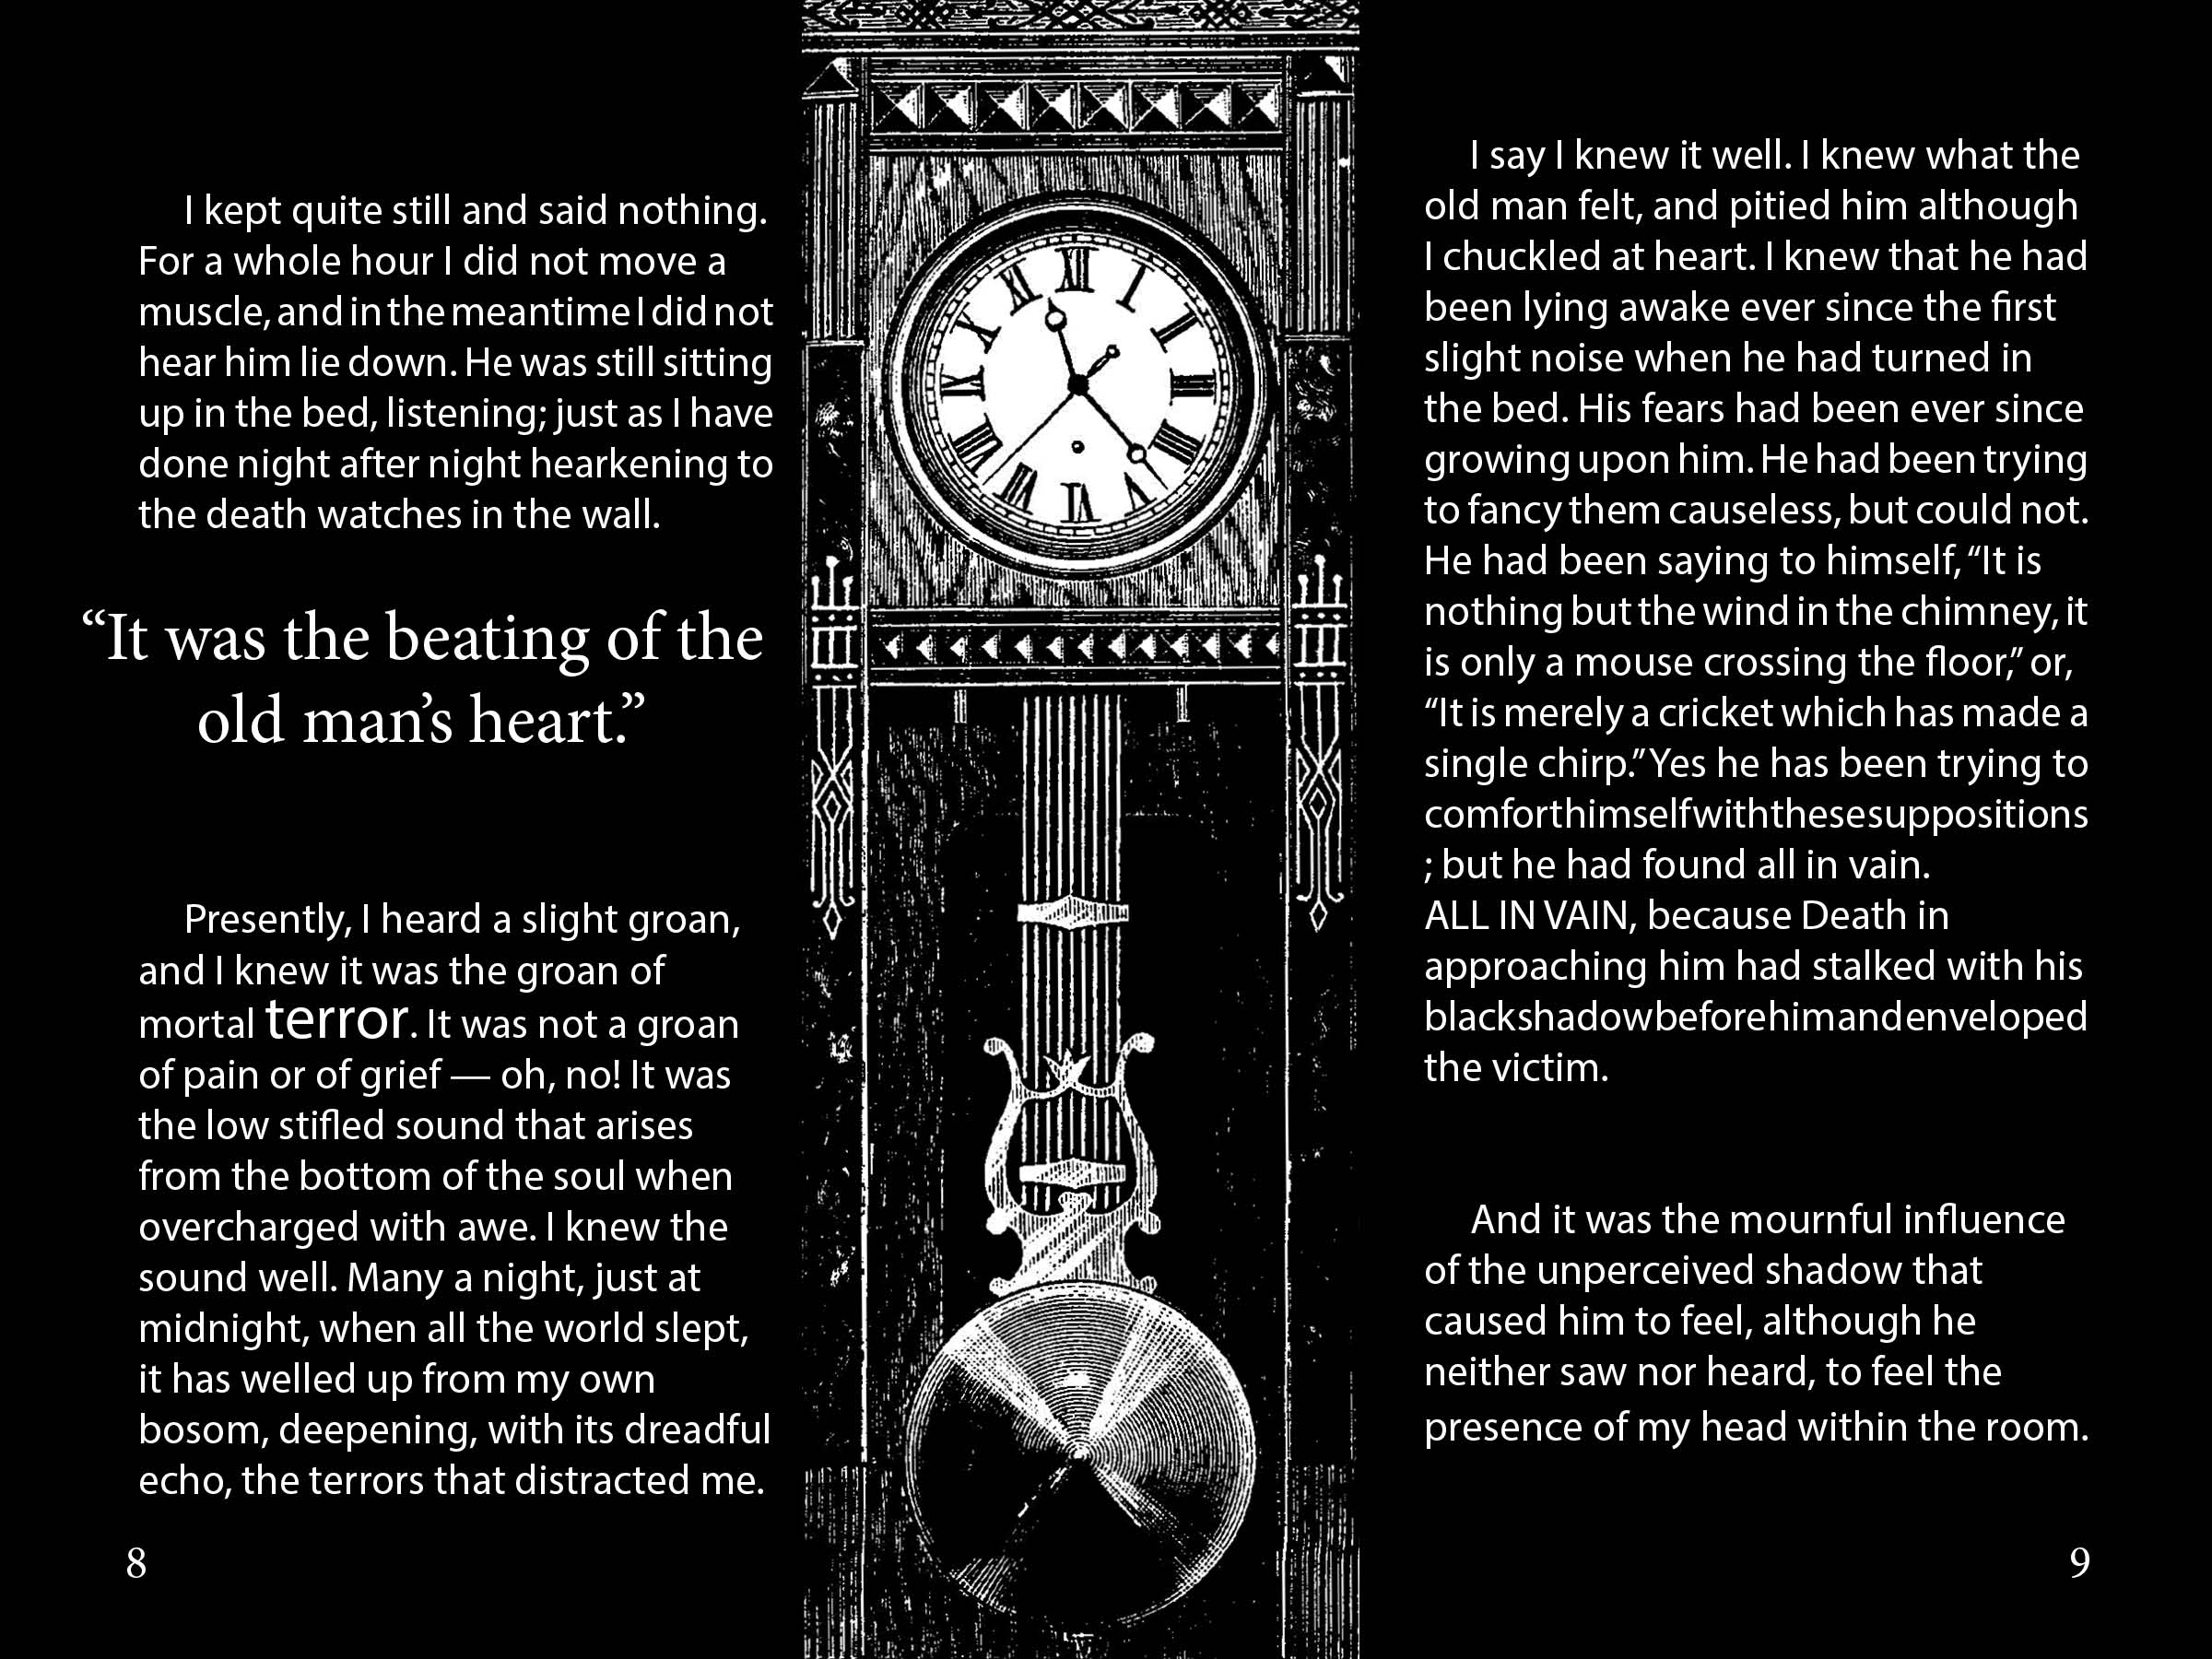 I kept quite still and said nothing.
For a whole hour I did not move a
muscle, and in the meantime I did not
hear him lie down. He was still sitting
up in the bed, listening; just as I have
done night after night hearkening to
the death watches in the wall.
“It was the beating of the
old man’s heart.”
Presently, I heard a slight groan,
and I knew it was the groan of
mortal terror. It was not a groan
of pain or of grief — oh, no! It was
the low stifled sound that arises
from the bottom of the soul when
overcharged with awe. I knew the
sound well. Many a night, just at
midnight, when all the world slept,
it has welled up from my own
bosom, deepening, with its dreadful
echo, the terrors that distracted me.
8
XII
I
II
III
IIII
V
VI
VII
VIII
IX
X
XI
I say I knew it well. I knew what the
old man felt, and pitied him although
I chuckled at heart. I knew that he had
been lying awake ever since the first
slight noise when he had turned in
the bed. His fears had been ever since
growing upon him. He had been trying
to fancy them causeless, but could not.
He had been saying to himself, “It is
nothing but the wind in the chimney, it
is only a mouse crossing the floor,” or,
“It is merely a cricket which has made a
single chirp.” Yes he has been trying to
comforthimselfwiththesesuppositions
; but he had found all in vain.
ALL IN VAIN, because Death in
approaching him had stalked with his
blackshadowbeforehimandenveloped
the victim.
And it was the mournful influence
of the unperceived shadow that
caused him to feel, although he
neither saw nor heard, to feel the
presence of my head within the room.
9